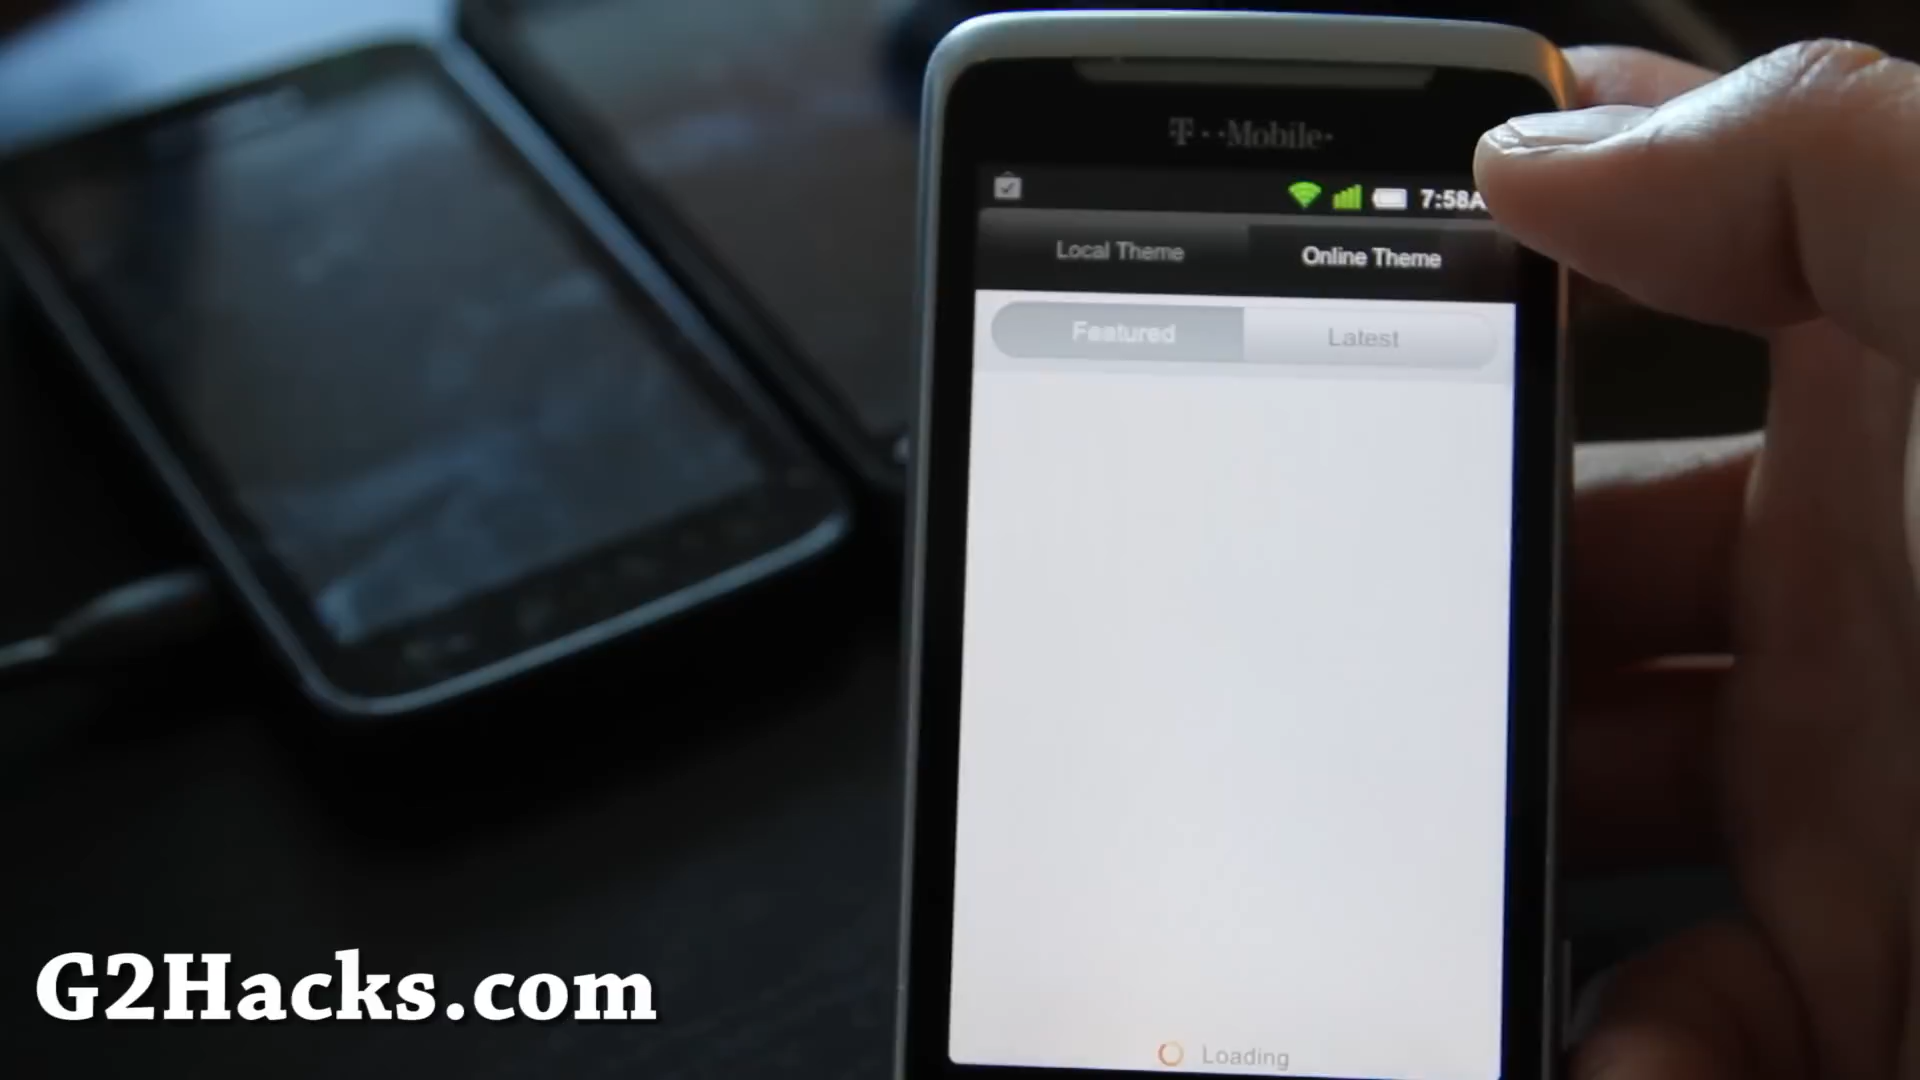 T··Mobile·
7:58A
Local Theme
Online Theme
Featured
Latest
Loading
G2Hacks.com